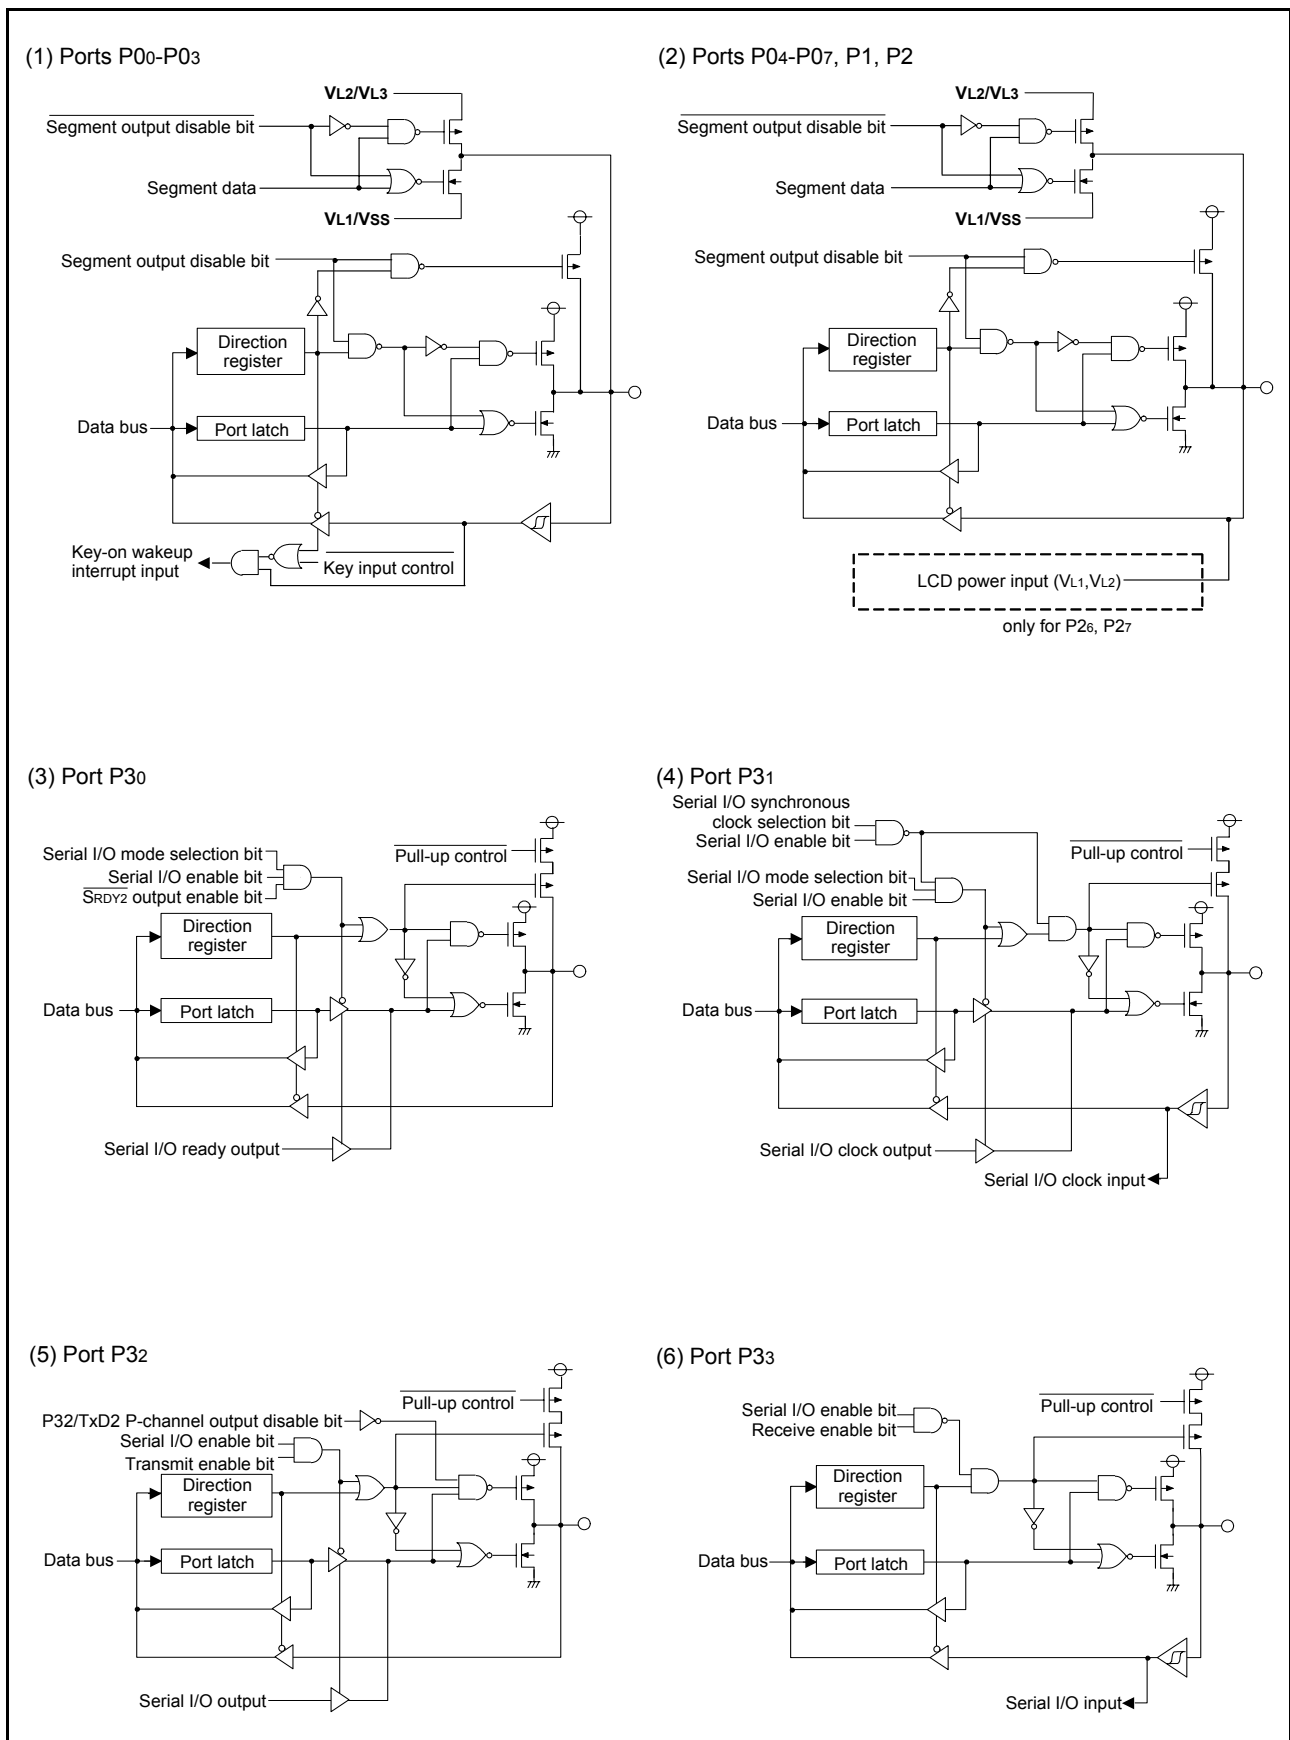 (1) Ports P00-P03
VL2/VL3
Segment output disable bit
Segment data
VL1/VSS
Segment output disable bit
Direction
register
Data bus
Port latch
Key-on wakeup
interrupt input
Key input control
(2) Ports P04-P07, P1, P2
VL2/VL3
Segment output disable bit
Segment data
VL1/VSS
Segment output disable bit
Direction
register
Data bus
Port latch
LCD power input (VL1,VL2)
only for P26, P27
(3) Port P30
Pull-up control
Serial I/O mode selection bit
Serial I/O enable bit
SRDY2 output enable bit
Direction
register
Data bus
Port latch
Serial I/O ready output
(4) Port P31
Serial I/O synchronous
clock selection bit
Serial I/O enable bit
Pull-up control
Serial I/O mode selection bit
Serial I/O enable bit
Direction
register
Data bus
Port latch
Serial I/O clock output
Serial I/O clock input
(5) Port P32
Pull-up control
P32/TxD2 P-channel output disable bit
Serial I/O enable bit
Transmit enable bit
Direction
register
Data bus
Port latch
Serial I/O output
(6) Port P33
Pull-up control
Serial I/O enable bit
Receive enable bit
Direction
register
Data bus
Port latch
Serial I/O input